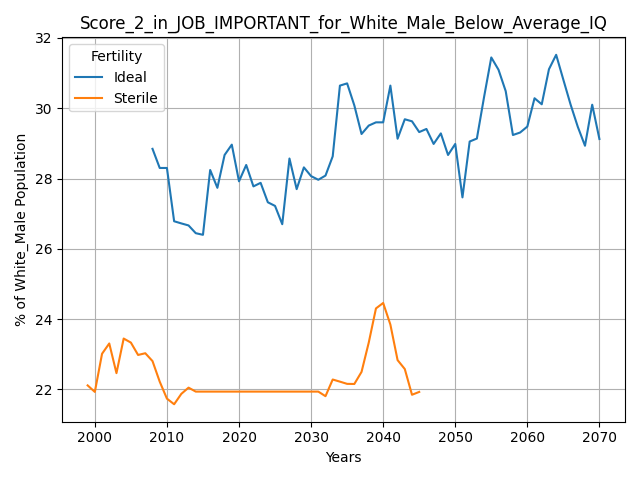 Score_2_in_JOB_IMPORTANT_for_White_Male_Below_Average_IQ
Fertility
Ideal
Sterile
% of White_Male Population
32
30
28
26
24
22
2000 2010 2020 2030 2040 2050 2060 2070
Years